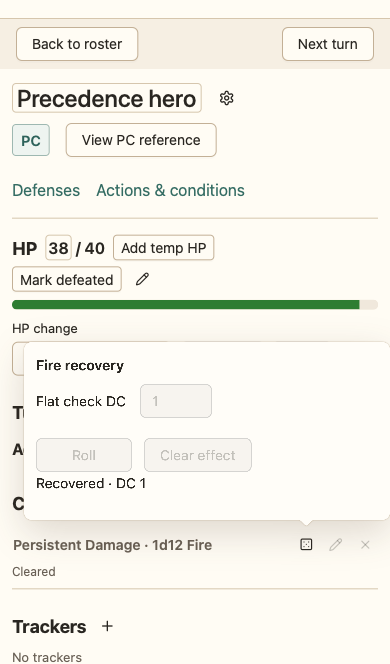 Back to roster
Next turn
Precedence hero
PC
View PC reference
Defenses
Actions & conditions
HP 38 / 40 Add temp HP
Mark defeated
HP change
Fire recovery
Flat check DC 1
Roll
Clear effect
Recovered · DC 1
Persistent Damage · 1d12 Fire
Cleared
Trackers +
No trackers